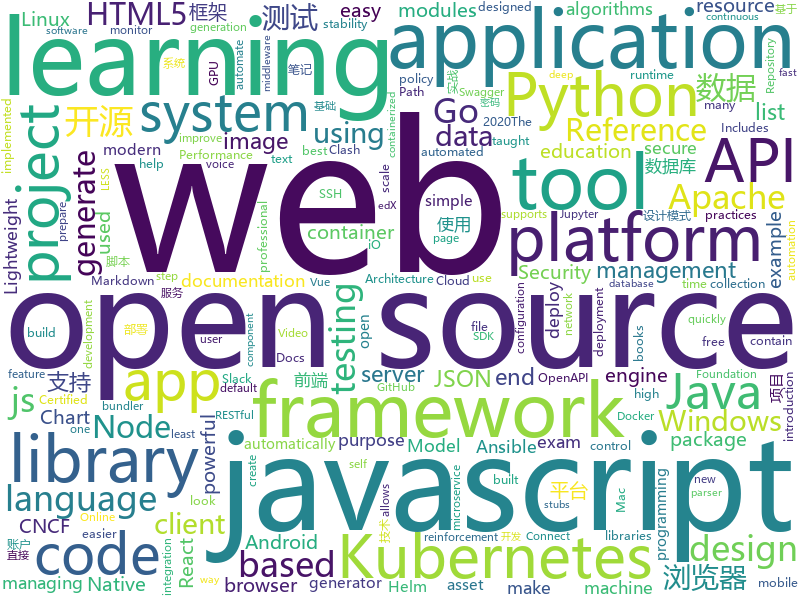 HTML5 框架 测试 Linux easy modules designed algorithms resource monitor 基于
software generation 系统 automate GPU middleware 笔记 stability continuous
learning application
policy runtime 实战 Swagger Path Repository fast
implemented 开源 system Go Python 数据 密码 many
基础 containerized 2020The
project image using data Reference list Includes
modern Performance best Clash automated taught secure
improve text education 数据库 API
help voice scale
generate web tool
LESS SSH edX simple supports Jupyter 设计模式 practices
prepare professional container iO 使用 Security Apache
Lightweight used page management example automation
脚本 documentation
step Architecture Cloud use platform
Markdown Vue time collection
服务 configuration database
open source
build development 部署 user component Video Docs open testing file SDK network quickly books
feature Certified contain free
app server JSON end engine deployment deploy Foundation introduction
支持 前端 Slack default GitHub OpenAPI high
js Chart bundler RESTful framework Java 项目
Node one powerful Docker Windows
library automatically purpose Model Ansible exam control package self
least create allows built programming new parser
language client look easier microservice reinforcement libraries Mac
CNCF React Android javascript Connect stubs 平台 design
技术 开发 runtime
账户 直接 code based Kubernetes machine 浏览器
integration way deep
managing Native browser generator Helm make asset mobile